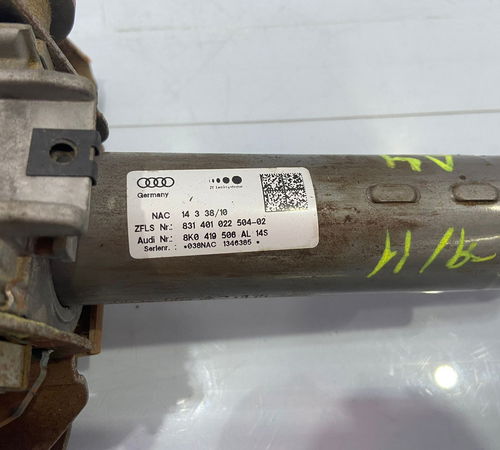 Germany
ZF Lenksysteme
NAC 14 3 38/10
ZFLS Nr.: 831 401 022 504-02
Audi Nr.: 8K0 419 506 AL 14S
Seriennr. : *038NAC 1346385 *